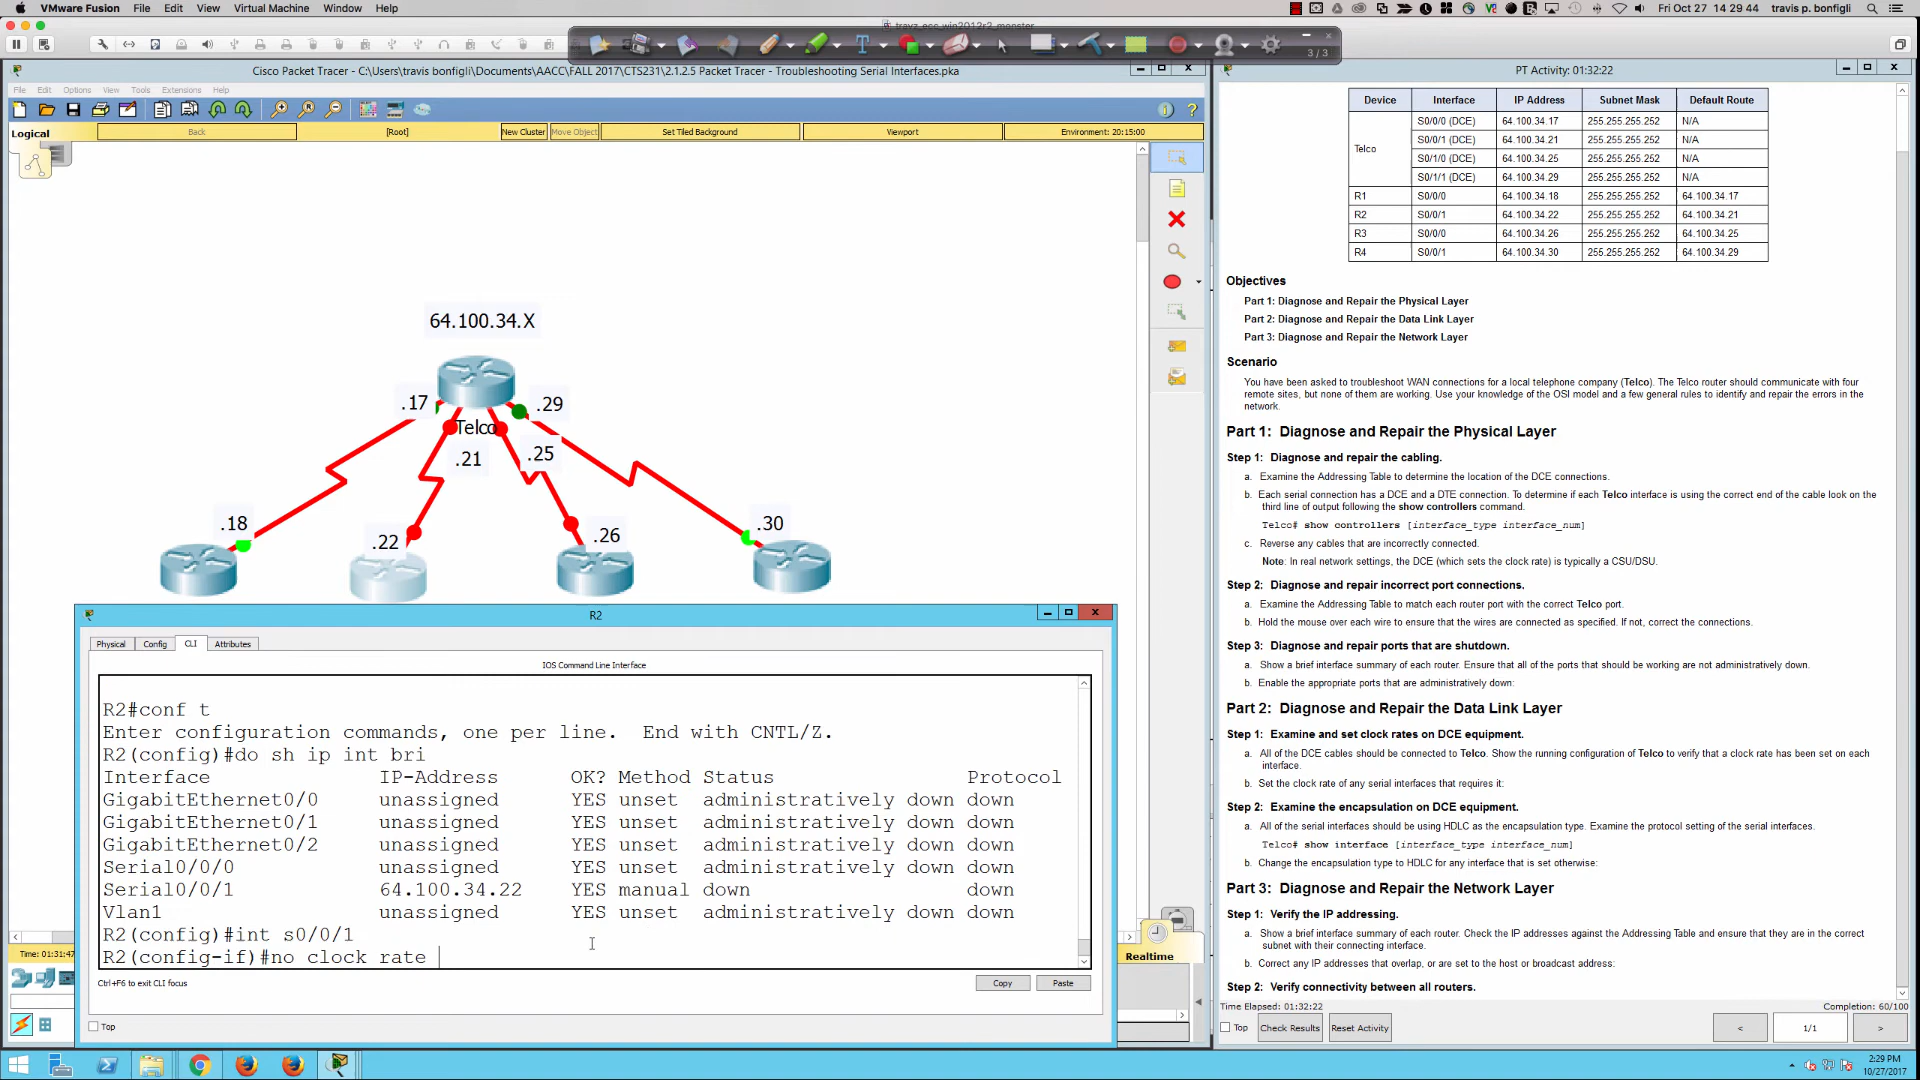 VMware Fusion File Edit View Virtual Machine Window Help
Fri Oct 27 14:29:44 travis p. bonfigli
3 / 3
Cisco Packet Tracer - C:\Users\travis bonfigli\Documents\AACC\FALL 2017\CTS231\2.1.2.5 Packet Tracer - Troubleshooting Serial Interfaces.pka
File Edit Options View Tools Extensions Help
Logical Back [Root] New Cluster Move Object Set Tiled Background Viewport Environment: 20:15:00
64.100.34.X
.17 .29
Telco
.21 .25
.18 .22 .26 .30
R2
Physical Config CLI Attributes
IOS Command Line Interface
R2#conf t
Enter configuration commands, one per line. End with CNTL/Z.
R2(config)#do sh ip int bri
Interface IP-Address OK? Method Status Protocol
GigabitEthernet0/0 unassigned YES unset administratively down down
GigabitEthernet0/1 unassigned YES unset administratively down down
GigabitEthernet0/2 unassigned YES unset administratively down down
Serial0/0/0 unassigned YES unset administratively down down
Serial0/0/1 64.100.34.22 YES manual down down
Vlan1 unassigned YES unset administratively down down
R2(config)#int s0/0/1
R2(config-if)#no clock rate
Ctrl+F6 to exit CLI focus Copy Paste
Top
Time: 01:31:47
Realtime
PT Activity: 01:32:22
Device Interface IP Address Subnet Mask Default Route
Telco
S0/0/0 (DCE) 64.100.34.17 255.255.255.252 N/A
S0/0/1 (DCE) 64.100.34.21 255.255.255.252 N/A
S0/1/0 (DCE) 64.100.34.25 255.255.255.252 N/A
S0/1/1 (DCE) 64.100.34.29 255.255.255.252 N/A
R1 S0/0/0 64.100.34.18 255.255.255.252 64.100.34.17
R2 S0/0/1 64.100.34.22 255.255.255.252 64.100.34.21
R3 S0/0/0 64.100.34.26 255.255.255.252 64.100.34.25
R4 S0/0/1 64.100.34.30 255.255.255.252 64.100.34.29
Objectives
Part 1: Diagnose and Repair the Physical Layer
Part 2: Diagnose and Repair the Data Link Layer
Part 3: Diagnose and Repair the Network Layer
Scenario
You have been asked to troubleshoot WAN connections for a local telephone company (Telco). The Telco router should communicate with four
remote sites, but none of them are working. Use your knowledge of the OSI model and a few general rules to identify and repair the errors in the
network.
Part 1: Diagnose and Repair the Physical Layer
Step 1: Diagnose and repair the cabling.
a. Examine the Addressing Table to determine the location of the DCE connections.
b. Each serial connection has a DCE and a DTE connection. To determine if each Telco interface is using the correct end of the cable look on the
third line of output following the show controllers command.
Telco# show controllers [interface_type interface_num]
c. Reverse any cables that are incorrectly connected.
Note: In real network settings, the DCE (which sets the clock rate) is typically a CSU/DSU.
Step 2: Diagnose and repair incorrect port connections.
a. Examine the Addressing Table to match each router port with the correct Telco port.
b. Hold the mouse over each wire to ensure that the wires are connected as specified. If not, correct the connections.
Step 3: Diagnose and repair ports that are shutdown.
a. Show a brief interface summary of each router. Ensure that all of the ports that should be working are not administratively down.
b. Enable the appropriate ports that are administratively down:
Part 2: Diagnose and Repair the Data Link Layer
Step 1: Examine and set clock rates on DCE equipment.
a. All of the DCE cables should be connected to Telco. Show the running configuration of Telco to verify that a clock rate has been set on each
interface.
b. Set the clock rate of any serial interfaces that requires it:
Step 2: Examine the encapsulation on DCE equipment.
a. All of the serial interfaces should be using HDLC as the encapsulation type. Examine the protocol setting of the serial interfaces.
Telco# show interface [interface_type interface_num]
b. Change the encapsulation type to HDLC for any interface that is set otherwise:
Part 3: Diagnose and Repair the Network Layer
Step 1: Verify the IP addressing.
a. Show a brief interface summary of each router. Check the IP addresses against the Addressing Table and ensure that they are in the correct
subnet with their connecting interface.
b. Correct any IP addresses that overlap, or are set to the host or broadcast address:
Step 2: Verify connectivity between all routers.
Time Elapsed: 01:32:22 Completion: 60/100
Top Check Results Reset Activity < 1/1 >
2:29 PM
10/27/2017